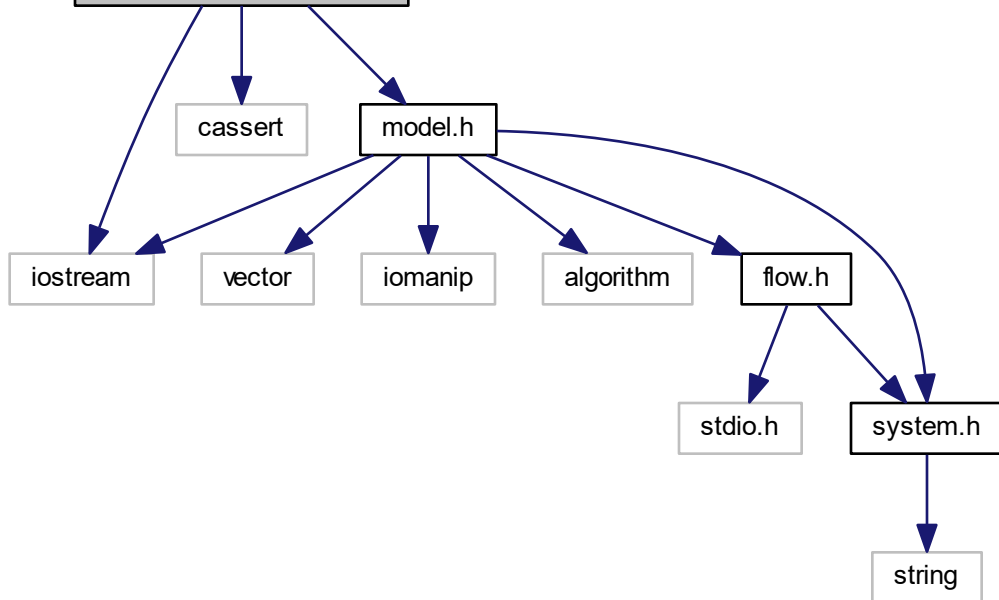 cassert
model.h
iostream
vector
iomanip
algorithm
flow.h
stdio.h
system.h
string